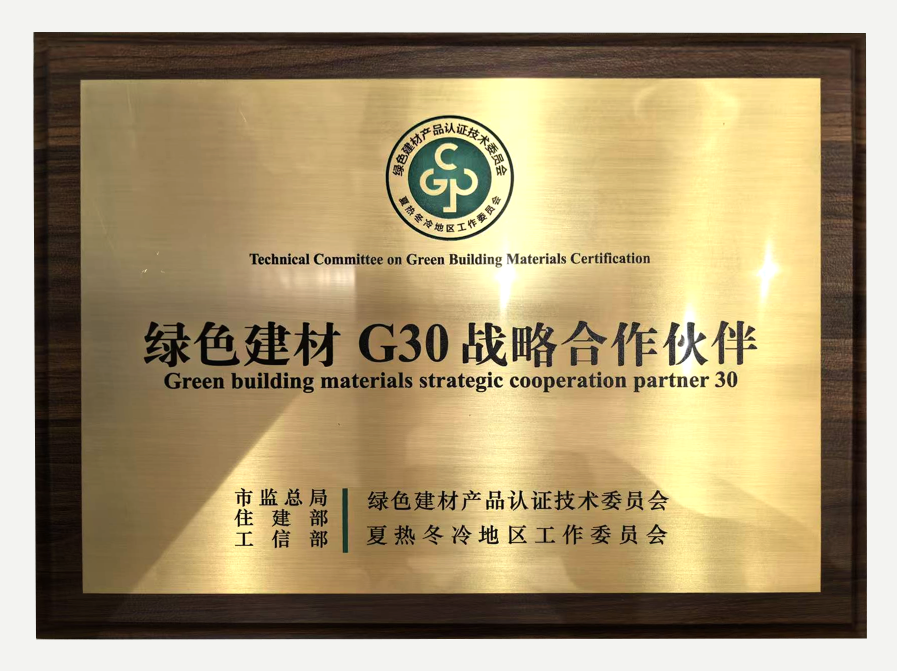 绿色建材产品认证技术委员会
CGP
夏热冬冷地区工作委员会
Technical Committee on Green Building Materials Certification
绿色建材 G30 战略合作伙伴
Green building materials strategic cooperation partner 30
市监总局
住建部
工信部
绿色建材产品认证技术委员会
夏热冬冷地区工作委员会